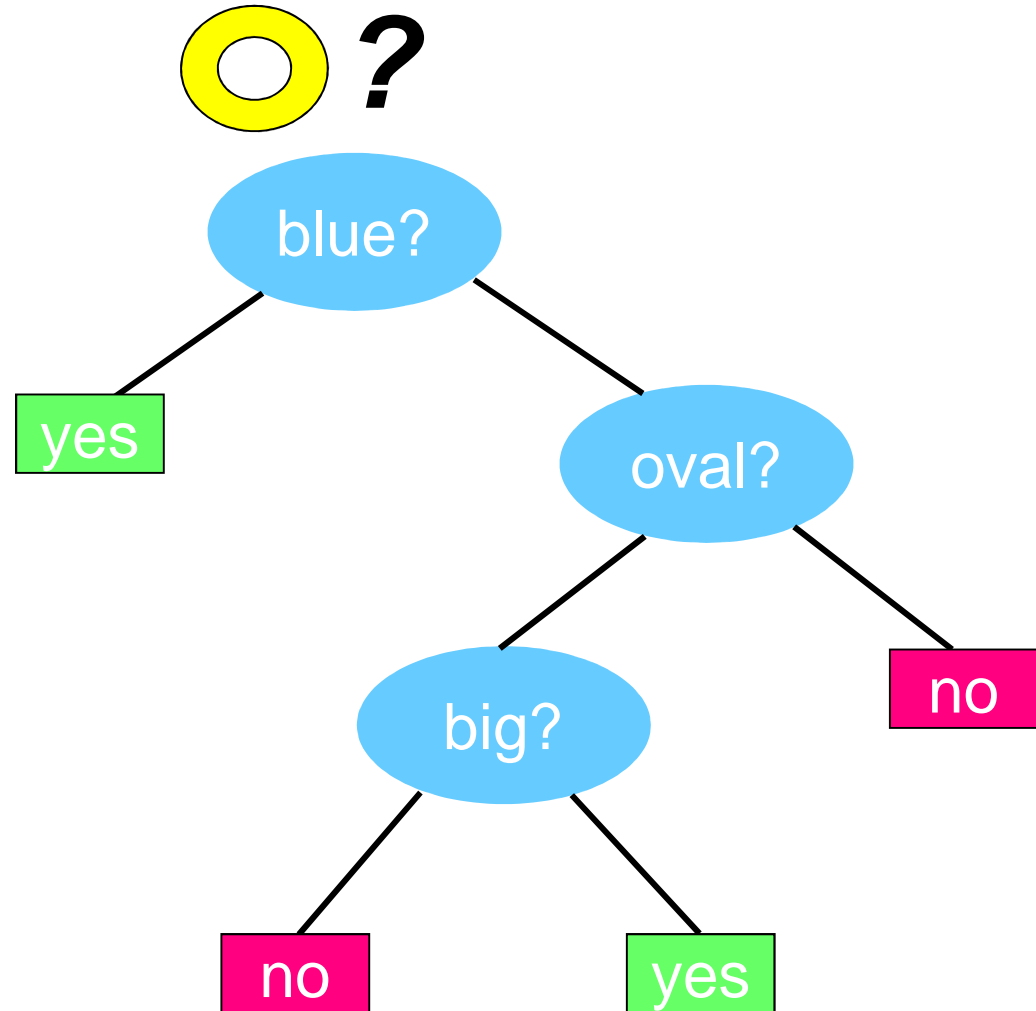 ?
blue?
yes
oval?
no
big?
no
yes